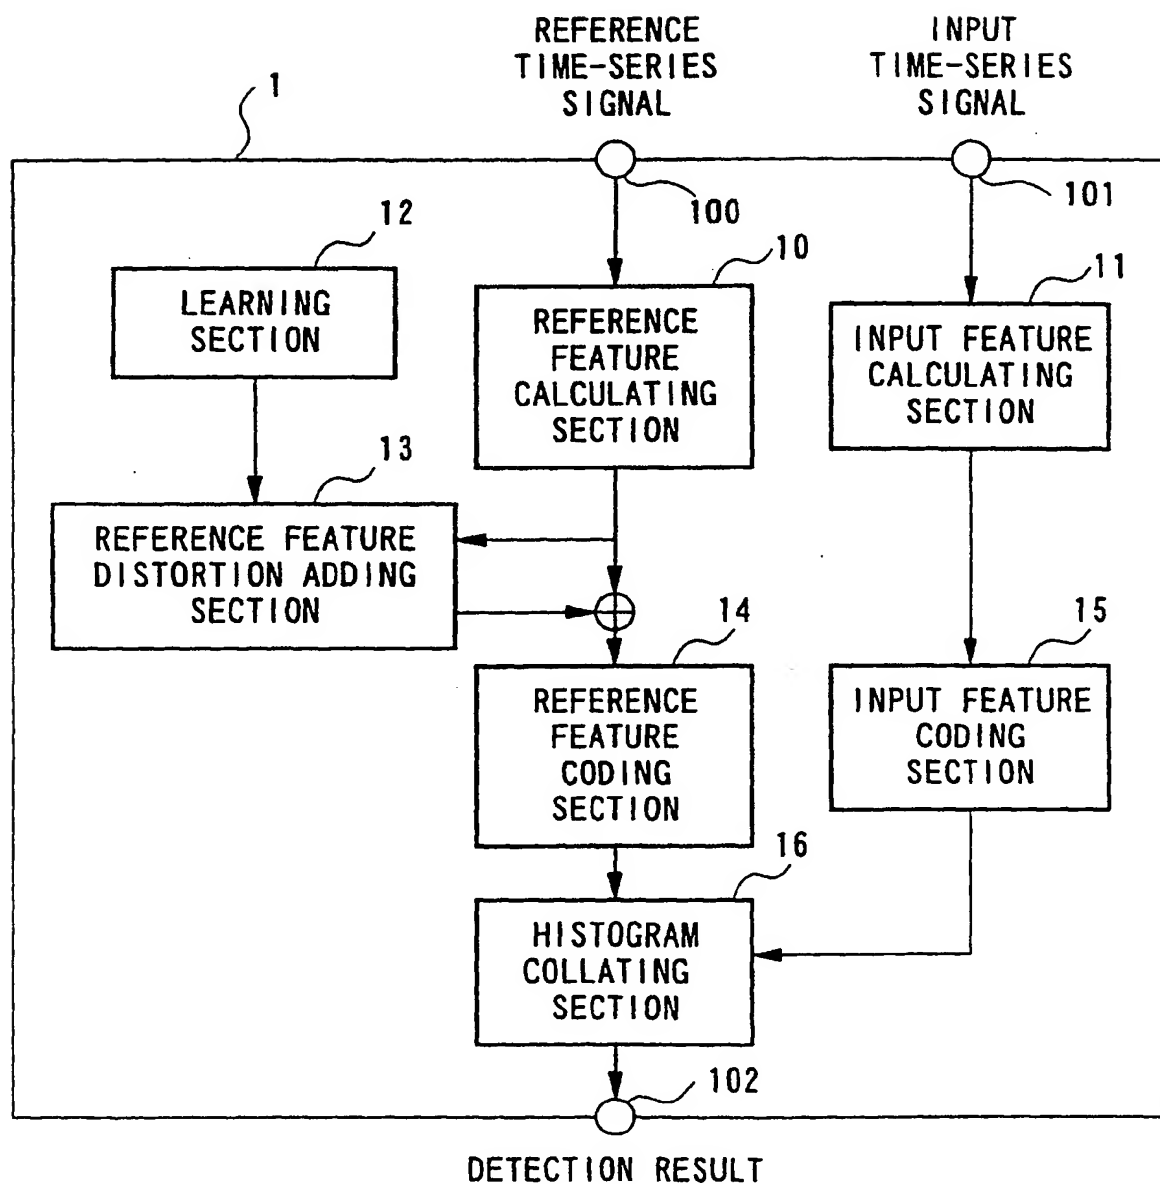 REFERENCE
TIME-SERIES
SIGNAL
INPUT
TIME-SERIES
SIGNAL
1
100
101
12
LEARNING
SECTION
10
REFERENCE
FEATURE
CALCULATING
SECTION
11
INPUT FEATURE
CALCULATING
SECTION
13
REFERENCE FEATURE
DISTORTION ADDING
SECTION
14
REFERENCE
FEATURE
CODING
SECTION
15
INPUT FEATURE
CODING
SECTION
16
HISTOGRAM
COLLATING
SECTION
102
DETECTION RESULT